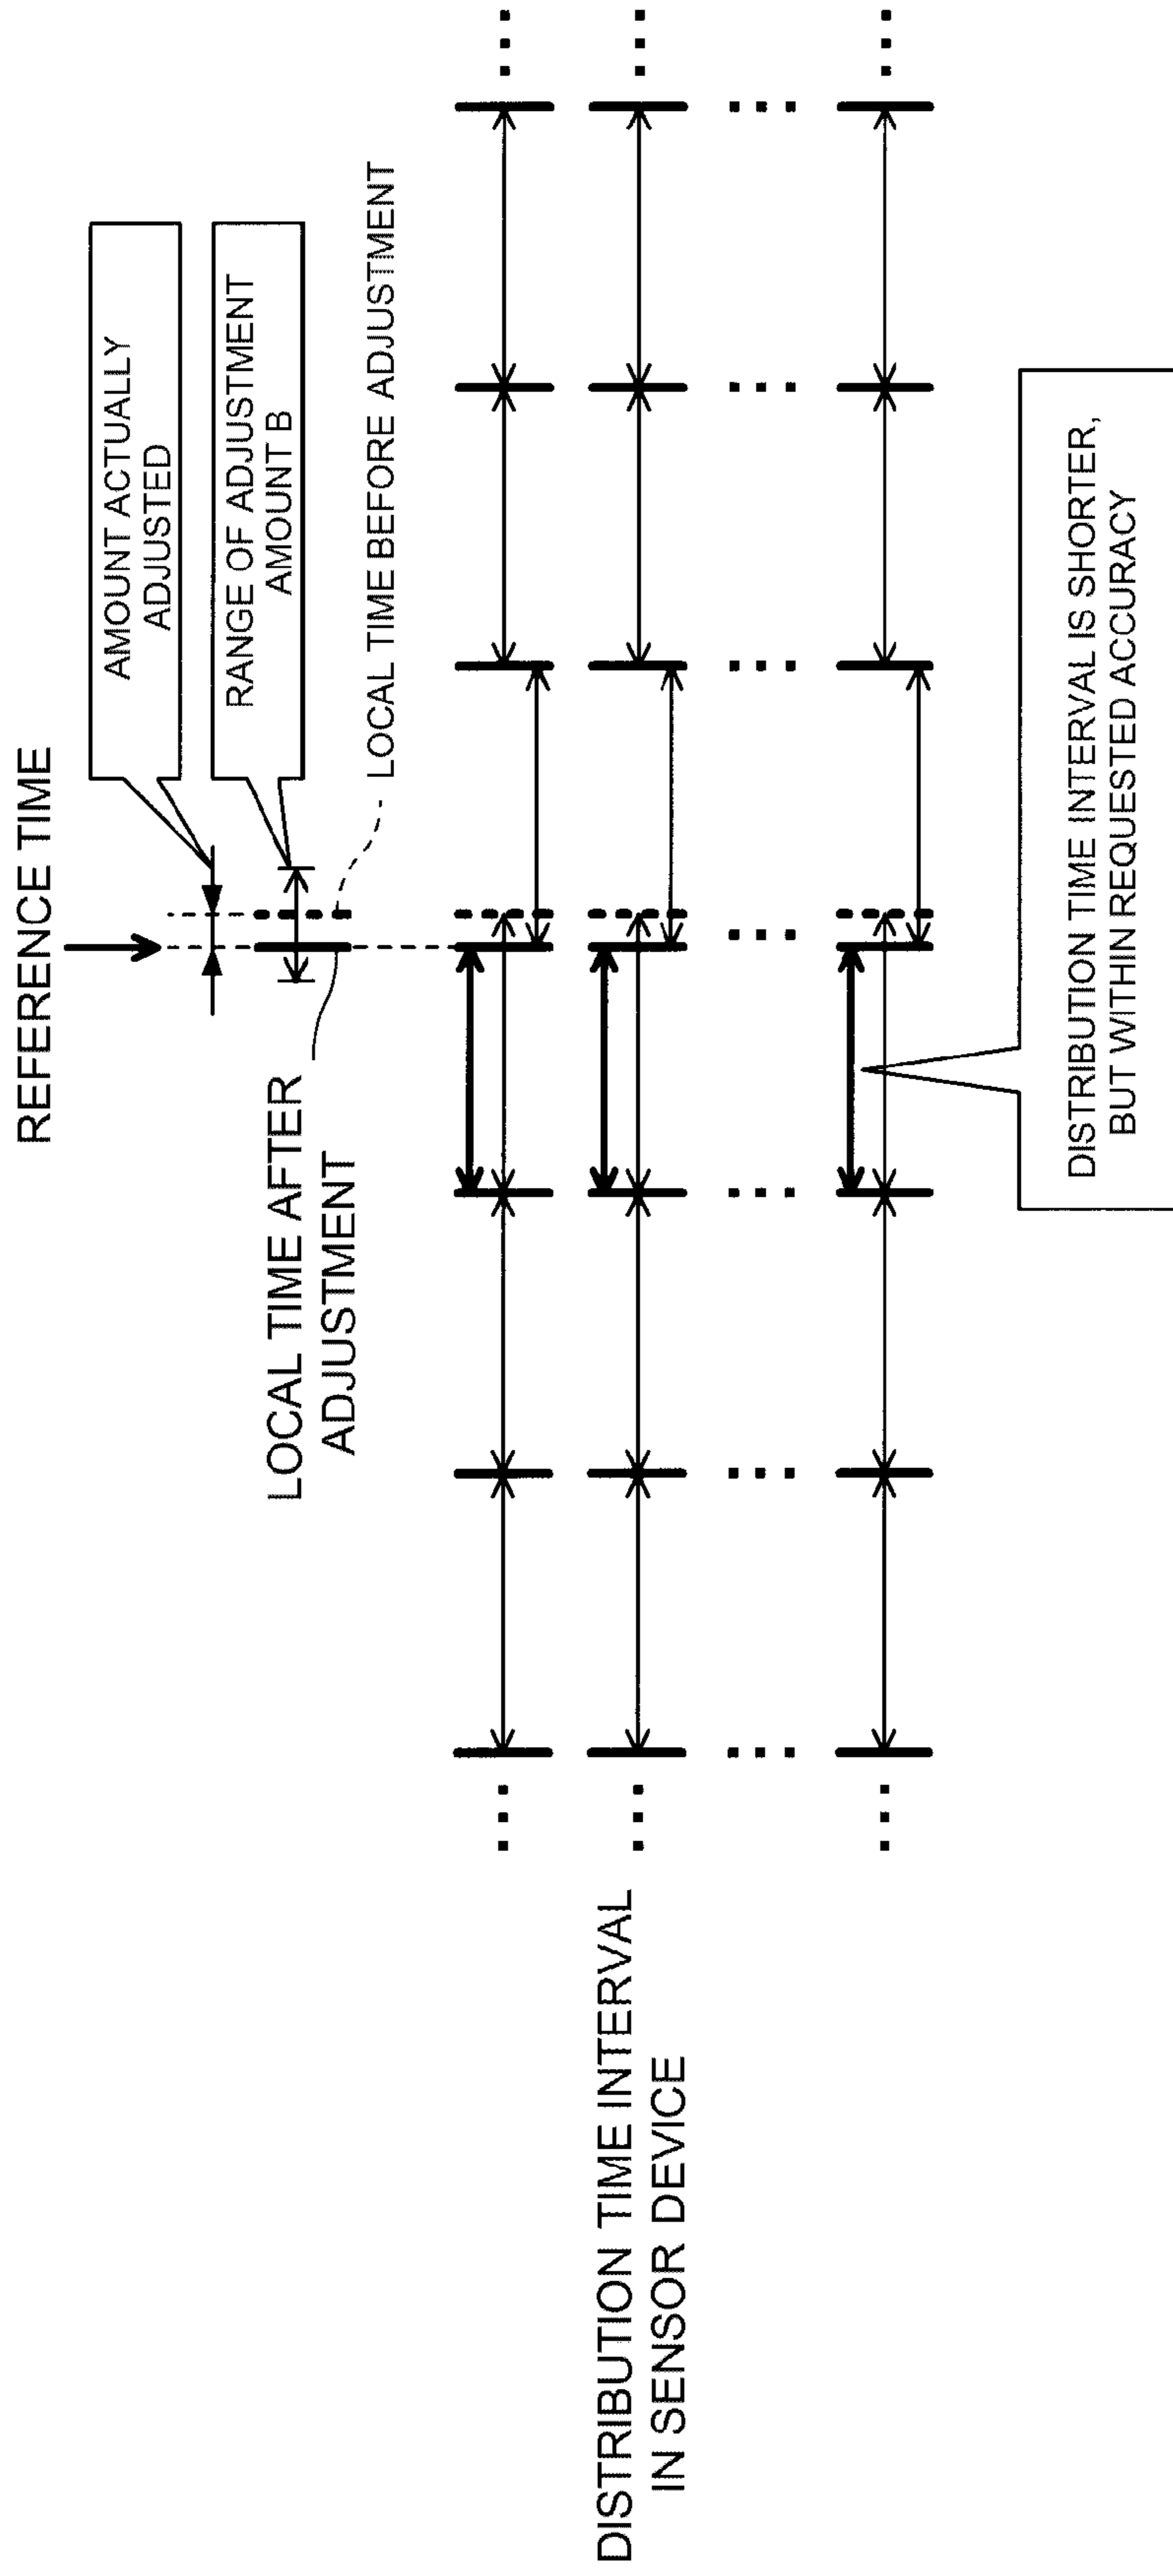 REFERENCE TIME
AMOUNT ACTUALLY
ADJUSTED
RANGE OF ADJUSTMENT
AMOUNT B
LOCAL TIME BEFORE ADJUSTMENT
LOCAL TIME AFTER
ADJUSTMENT
DISTRIBUTION TIME INTERVAL
IN SENSOR DEVICE
DISTRIBUTION TIME INTERVAL IS SHORTER,
BUT WITHIN REQUESTED ACCURACY